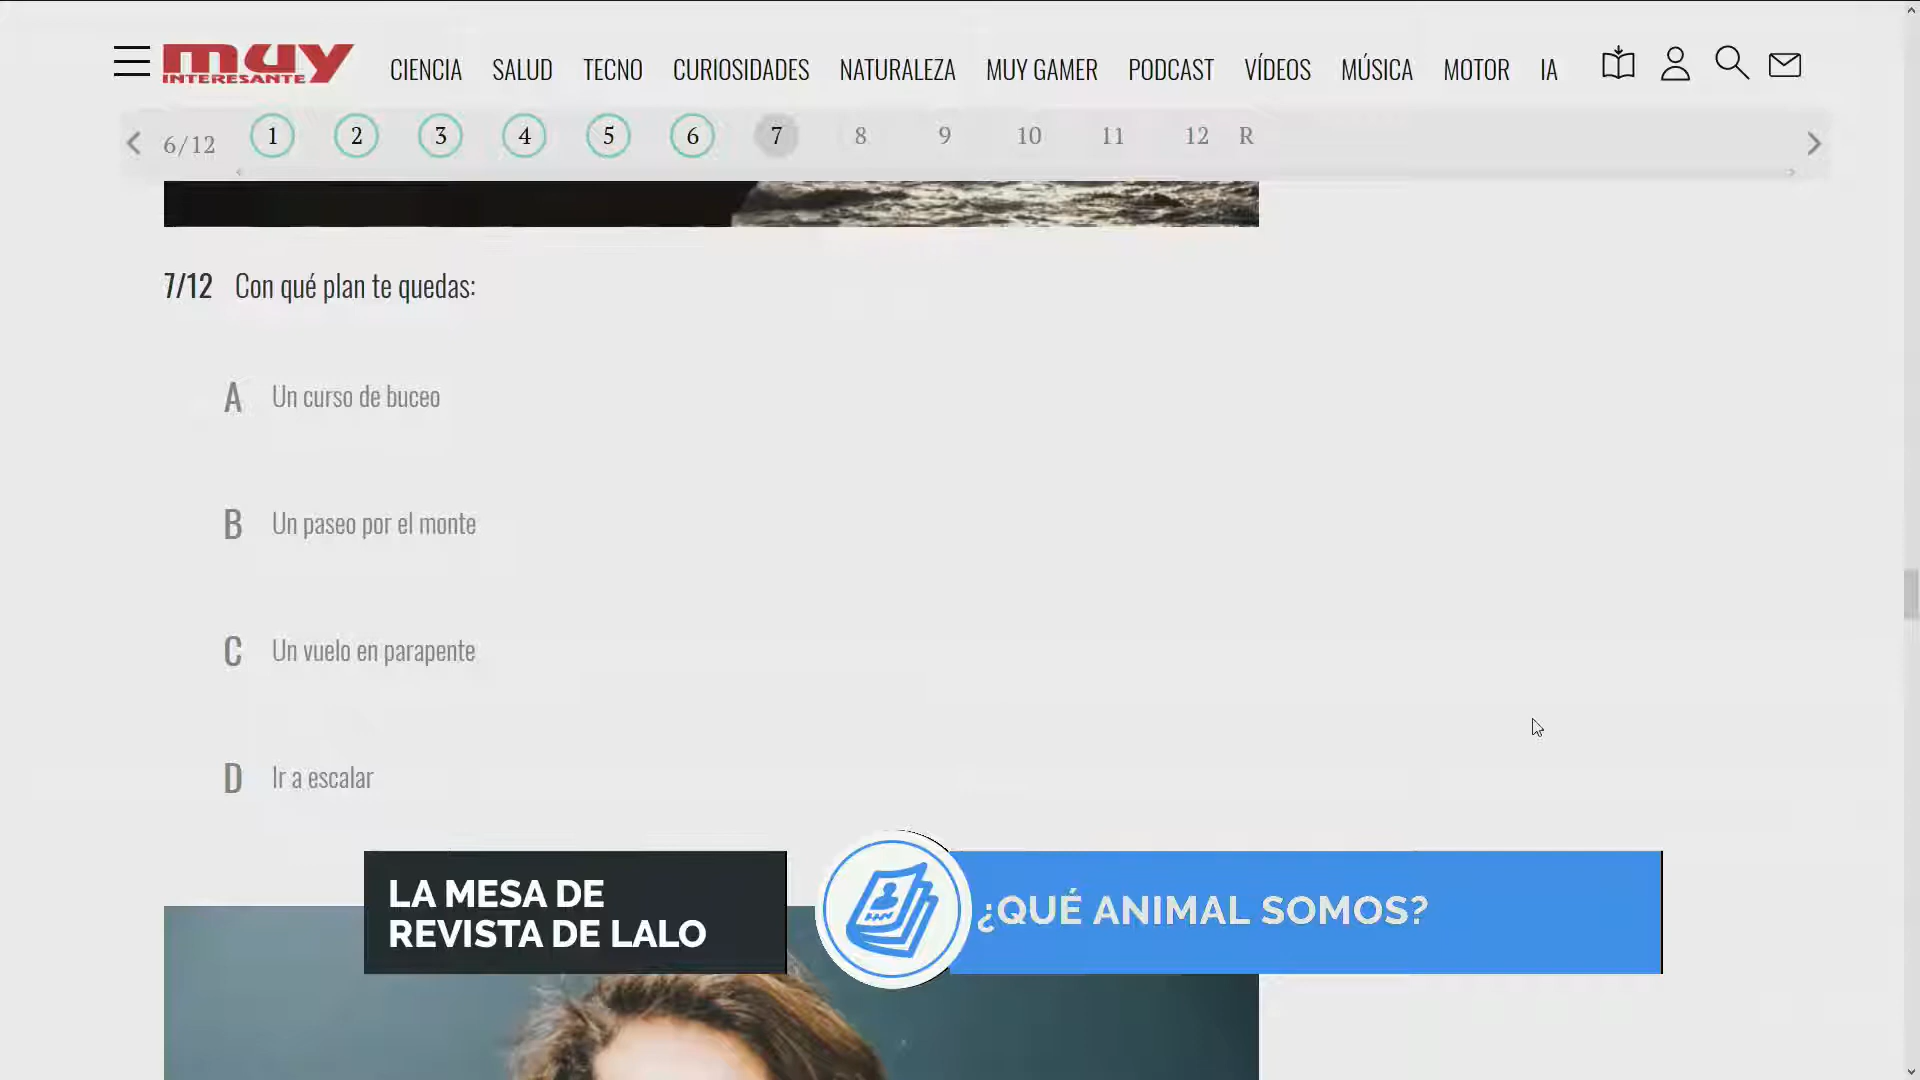 muy
INTERESANTE
CIENCIA SALUD TECNO CURIOSIDADES NATURALEZA MUY GAMER PODCAST VÍDEOS MÚSICA MOTOR IA
6/12 1 2 3 4 5 6 7 8 9 10 11 12 R
7/12 Con qué plan te quedas:
A Un curso de buceo
B Un paseo por el monte
C Un vuelo en parapente
D Ir a escalar
LA MESA DE
REVISTA DE LALO
¿QUÉ ANIMAL SOMOS?